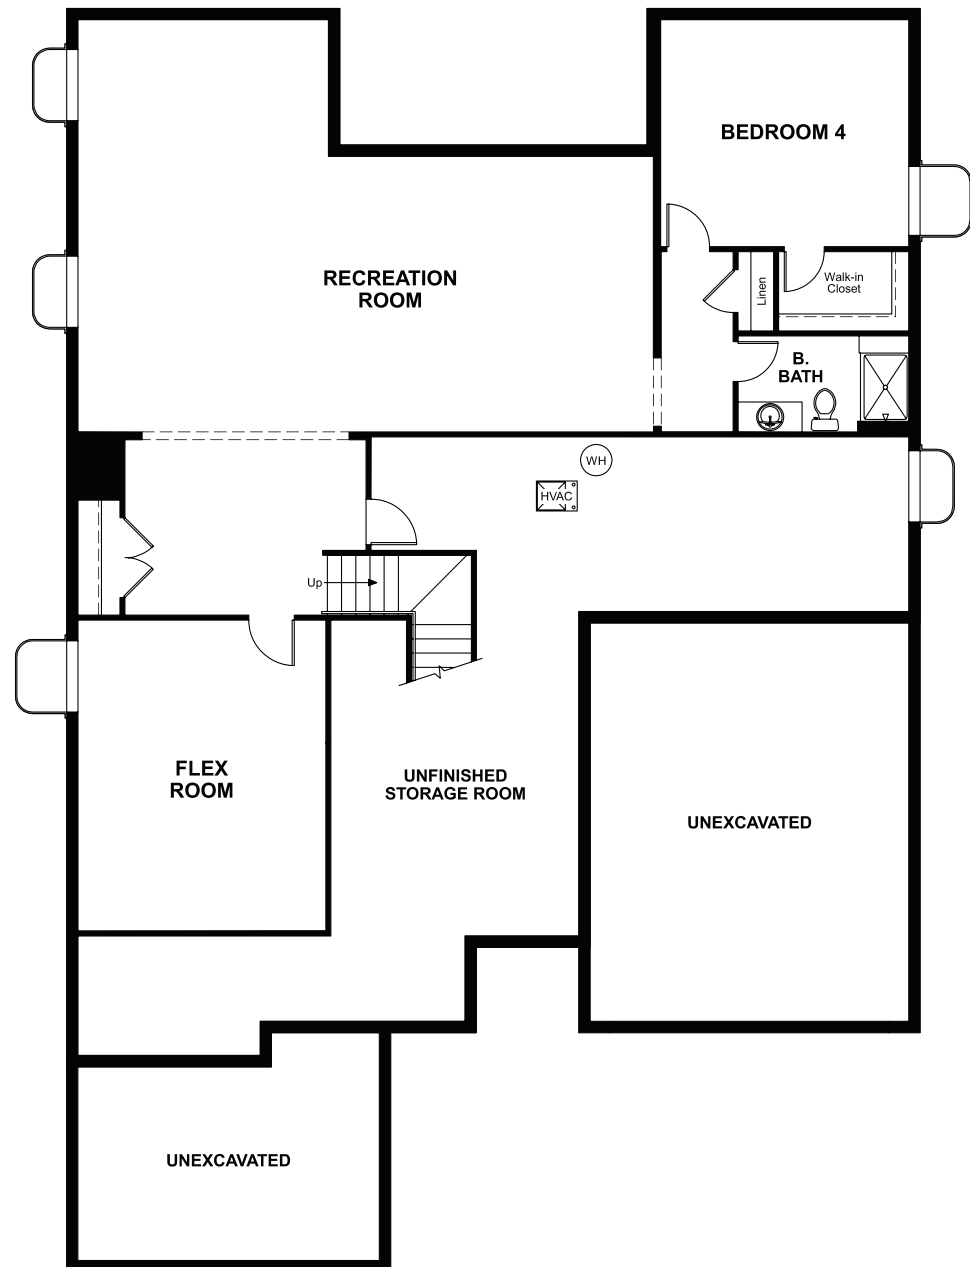 BEDROOM 4
RECREATION
ROOM
Linen
Walk-in
Closet
B.
BATH
WH
HVAC
Up
FLEX
ROOM
UNFINISHED
STORAGE ROOM
UNEXCAVATED
UNEXCAVATED